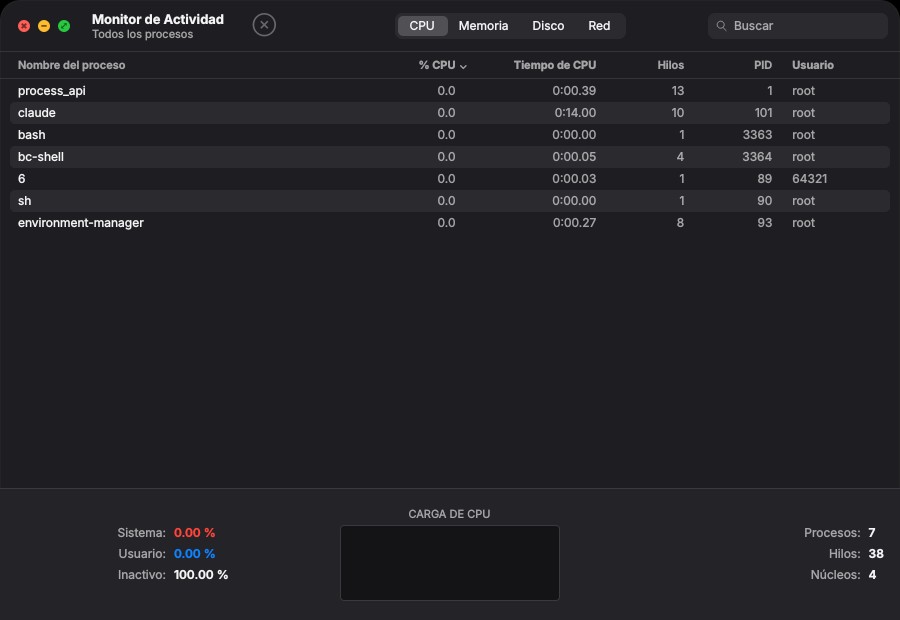 Monitor de Actividad
Todos los procesos
CPU Memoria Disco Red
Buscar
Nombre del proceso % CPU Tiempo de CPU Hilos PID Usuario
process_api 0.0 0:00.39 13 1 root
claude 0.0 0:14.00 10 101 root
bash 0.0 0:00.00 1 3363 root
bc-shell 0.0 0:00.05 4 3364 root
6 0.0 0:00.03 1 89 64321
sh 0.0 0:00.00 1 90 root
environment-manager 0.0 0:00.27 8 93 root
CARGA DE CPU
Sistema: 0.00 %
Usuario: 0.00 %
Inactivo: 100.00 %
Procesos: 7
Hilos: 38
Núcleos: 4